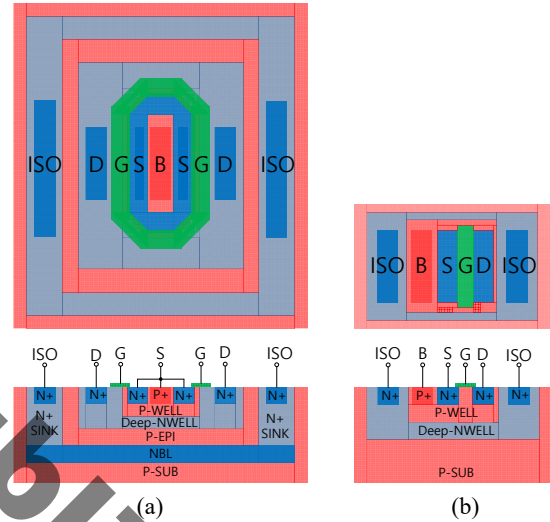 ISO D G S B S G D ISO
ISO B S G D ISO
ISO D G S G D ISO
N+ N+ N+ P+ N+ N+ N+
P-WELL
N+ SINK Deep-NWELL N+ SINK
P-EPI
NBL
P-SUB
(a)
ISO B S G D ISO
N+ P+ N+ N+ N+
P-WELL
Deep-NWELL
P-SUB
(b)